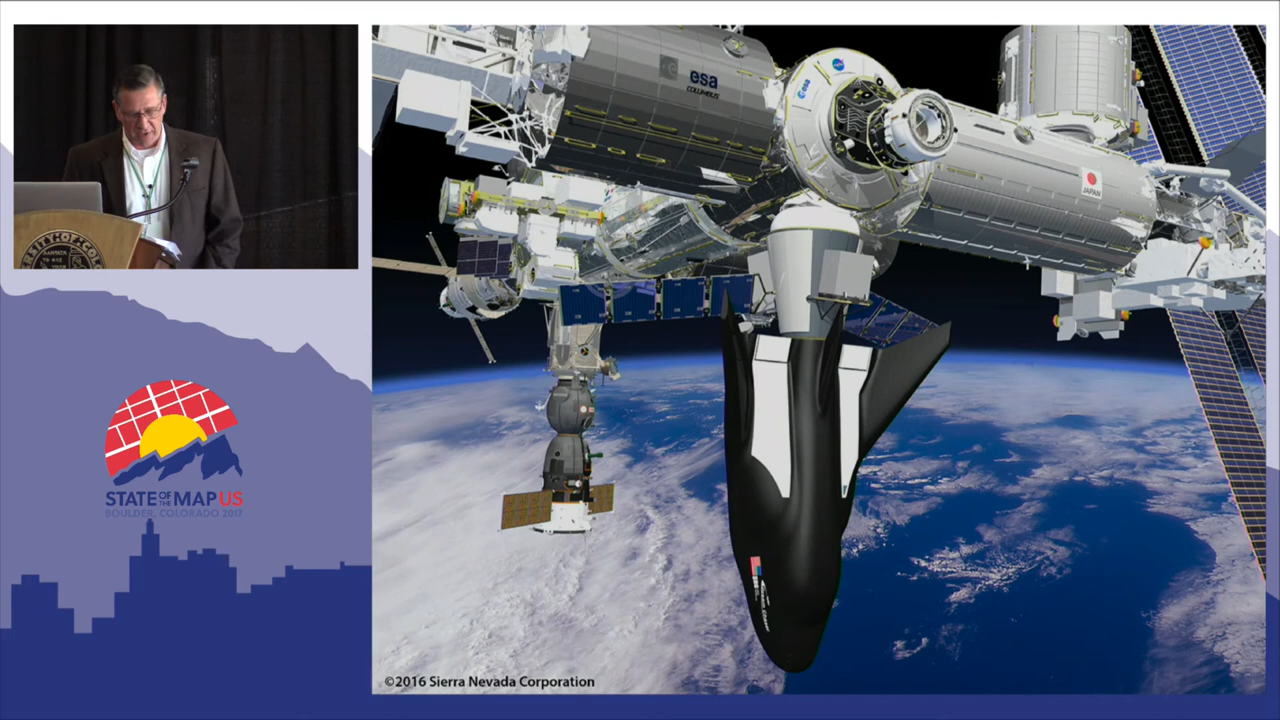 esa
COLUMBUS
esa
JAPAN
STATE OF THE MAP US
BOULDER, COLORADO 2017
©2016 Sierra Nevada Corporation